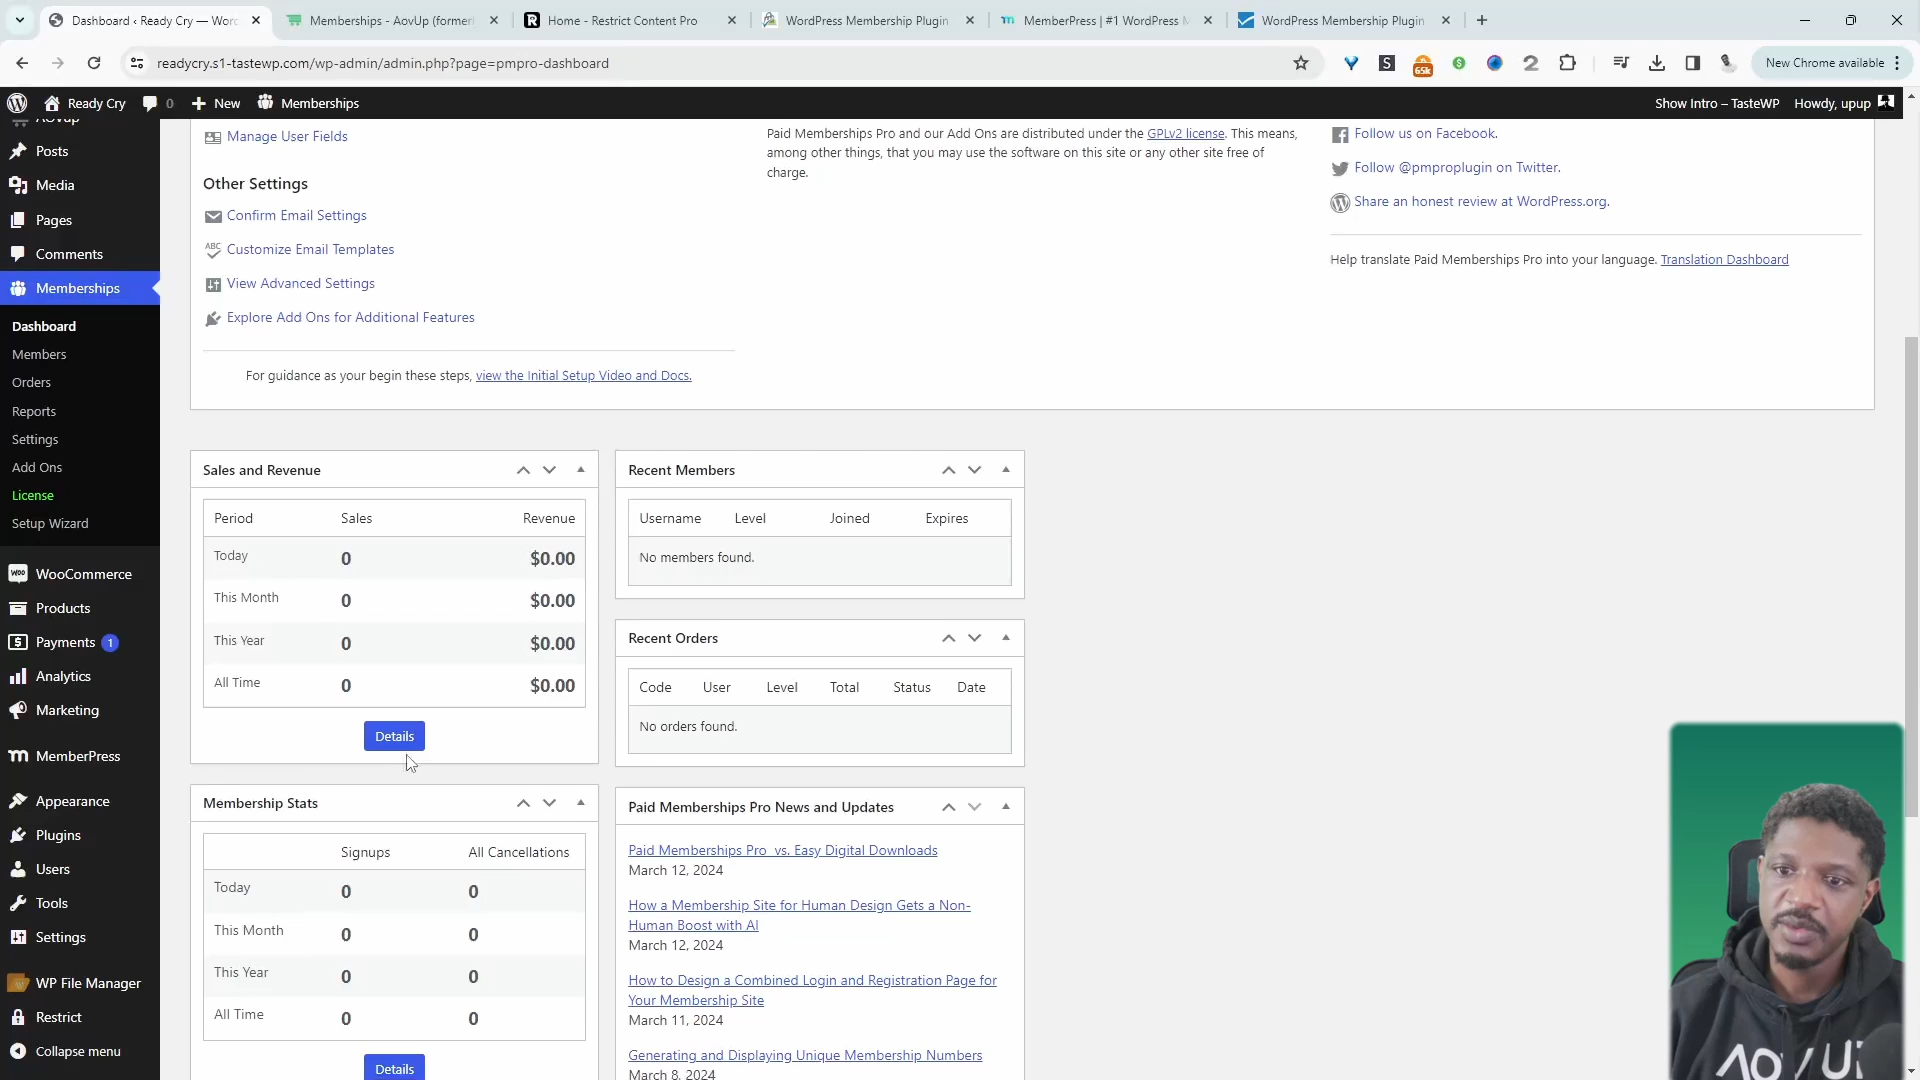 Dashboard ‹ Ready Cry — Wor
Memberships - AovUp (former
Home - Restrict Content Pro
WordPress Membership Plugin
MemberPress | #1 WordPress M
WordPress Membership Plugin
readycry.s1-tastewp.com/wp-admin/admin.php?page=pmpro-dashboard
65k
New Chrome available
Ready Cry
0
New
Memberships
Show Intro – TasteWP
Howdy, upup
AovUp
Posts
Media
Pages
Comments
Memberships
Dashboard
Members
Orders
Reports
Settings
Add Ons
License
Setup Wizard
WooCommerce
Products
Payments 1
Analytics
Marketing
MemberPress
Appearance
Plugins
Users
Tools
Settings
WP File Manager
Restrict
Collapse menu
Manage User Fields
Other Settings
Confirm Email Settings
Customize Email Templates
View Advanced Settings
Explore Add Ons for Additional Features
For guidance as your begin these steps, view the Initial Setup Video and Docs.
Paid Memberships Pro and our Add Ons are distributed under the GPLv2 license. This means,
among other things, that you may use the software on this site or any other site free of
charge.
Follow us on Facebook.
Follow @pmproplugin on Twitter.
Share an honest review at WordPress.org.
Help translate Paid Memberships Pro into your language. Translation Dashboard
Sales and Revenue
Period Sales Revenue
Today 0 $0.00
This Month 0 $0.00
This Year 0 $0.00
All Time 0 $0.00
Details
Membership Stats
Signups All Cancellations
Today 0 0
This Month 0 0
This Year 0 0
All Time 0 0
Details
Recent Members
Username Level Joined Expires
No members found.
Recent Orders
Code User Level Total Status Date
No orders found.
Paid Memberships Pro News and Updates
Paid Memberships Pro vs. Easy Digital Downloads
March 12, 2024
How a Membership Site for Human Design Gets a Non-
Human Boost with AI
March 12, 2024
How to Design a Combined Login and Registration Page for
Your Membership Site
March 11, 2024
Generating and Displaying Unique Membership Numbers
March 8, 2024